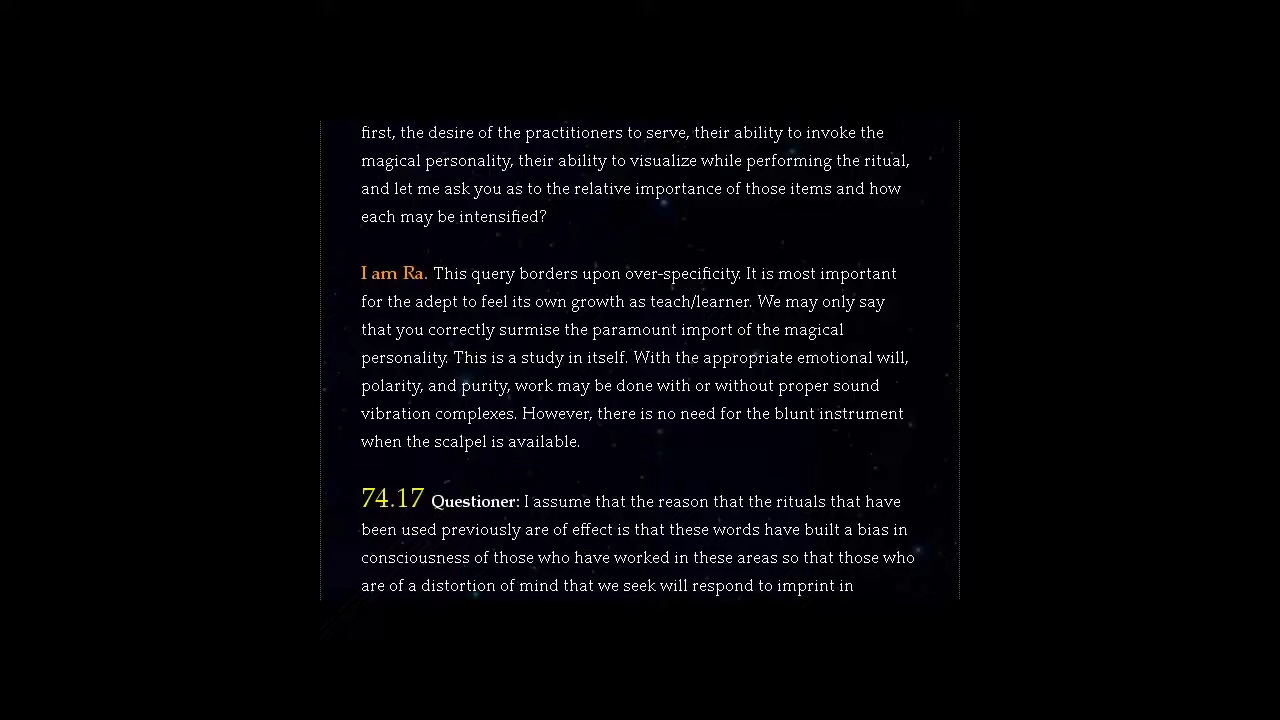 first, the desire of the practitioners to serve, their ability to invoke the
magical personality, their ability to visualize while performing the ritual,
and let me ask you as to the relative importance of those items and how
each may be intensified?
I am Ra. This query borders upon over-specificity. It is most important
for the adept to feel its own growth as teach/learner. We may only say
that you correctly surmise the paramount import of the magical
personality. This is a study in itself. With the appropriate emotional will,
polarity, and purity, work may be done with or without proper sound
vibration complexes. However, there is no need for the blunt instrument
when the scalpel is available.
74.17 Questioner: I assume that the reason that the rituals that have
been used previously are of effect is that these words have built a bias in
consciousness of those who have worked in these areas so that those who
are of a distortion of mind that we seek will respond to imprint in